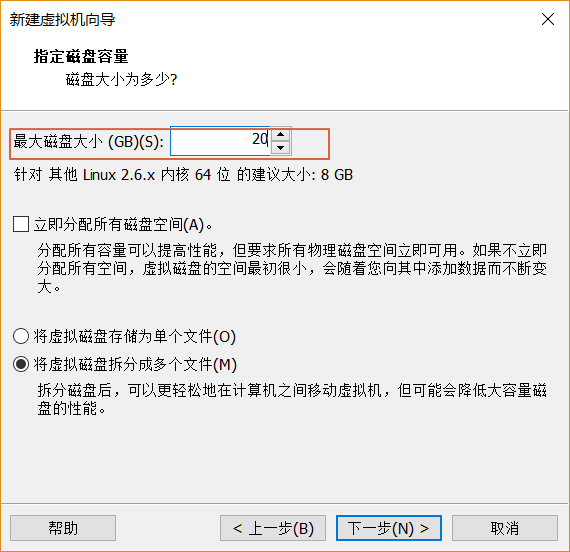 新建虚拟机向导
指定磁盘容量
磁盘大小为多少?
最大磁盘大小 (GB)(S): 20
针对 其他 Linux 2.6.x 内核 64 位 的建议大小: 8 GB
立即分配所有磁盘空间(A)。
分配所有容量可以提高性能，但要求所有物理磁盘空间立即可用。如果不立即
分配所有空间，虚拟磁盘的空间最初很小，会随着您向其中添加数据而不断变
大。
将虚拟磁盘存储为单个文件(O)
将虚拟磁盘拆分成多个文件(M)
拆分磁盘后，可以更轻松地在计算机之间移动虚拟机，但可能会降低大容量磁
盘的性能。
帮助 < 上一步(B) 下一步(N) > 取消